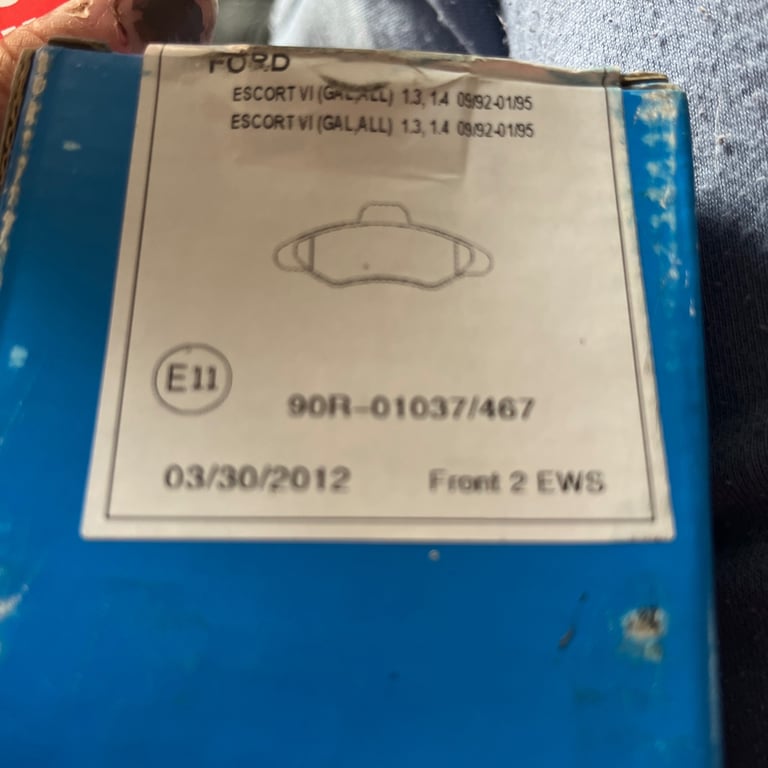 FORD
ESCORT VI (GAL,ALL) 1.3, 1.4 09/92-01/95
ESCORT VI (GAL,ALL) 1.3, 1.4 09/92-01/95
E11
90R-01037/467
03/30/2012 Front 2 EWS